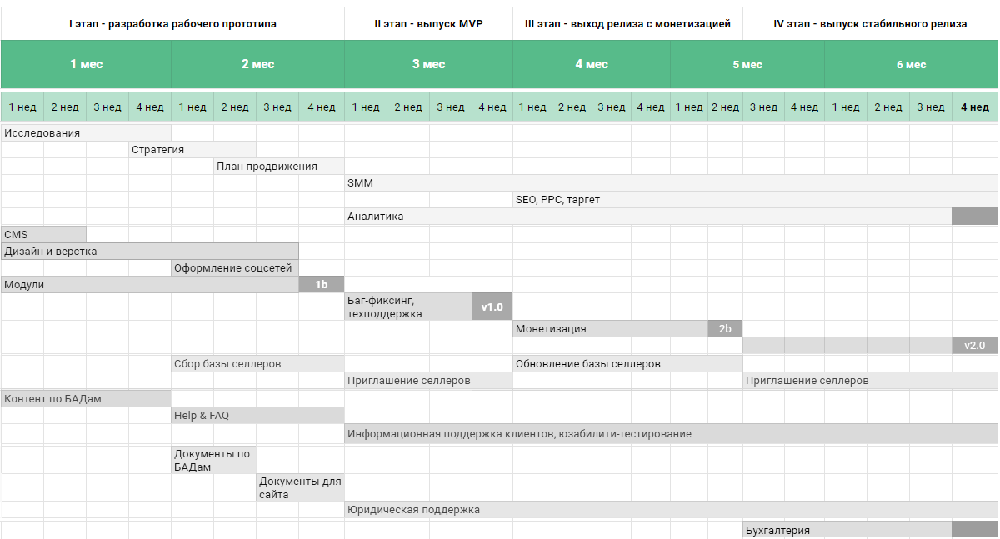 I этап - разработка рабочего прототипа II этап - выпуск MVP III этап - выход релиза с монетизацией IV этап - выпуск стабильного релиза
1 мес 2 мес 3 мес 4 мес 5 мес 6 мес
1 нед 2 нед 3 нед 4 нед 1 нед 2 нед 3 нед 4 нед 1 нед 2 нед 3 нед 4 нед 1 нед 2 нед 3 нед 4 нед 1 нед 2 нед 3 нед 4 нед 1 нед 2 нед 3 нед 4 нед
Исследования
Стратегия
План продвижения
SMM
SEO, PPC, таргет
Аналитика
CMS
Дизайн и верстка
Оформление соцсетей
Модули 1b
Баг-фиксинг,
техподдержка v1.0
Монетизация 2b
v2.0
Сбор базы селлеров Обновление базы селлеров
Приглашение селлеров Приглашение селлеров
Контент по БАДам
Help & FAQ
Информационная поддержка клиентов, юзабилити-тестирование
Документы по
БАДам
Документы для
сайта
Юридическая поддержка
Бухгалтерия